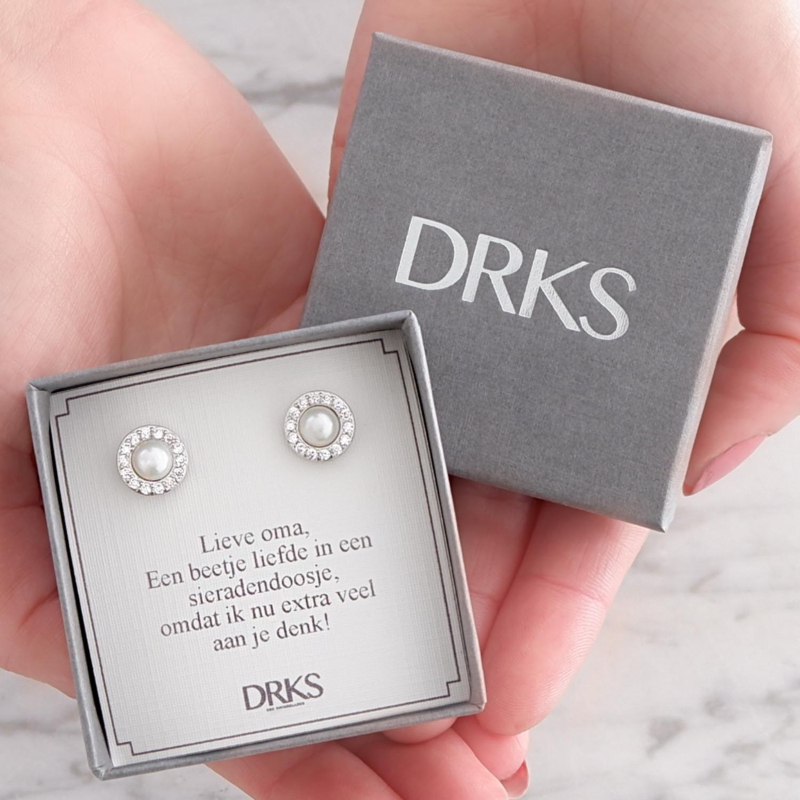 DRKS
Lieve oma,
Een beetje liefde in een
sieradendoosje,
omdat ik nu extra veel
aan je denk!
DRKS